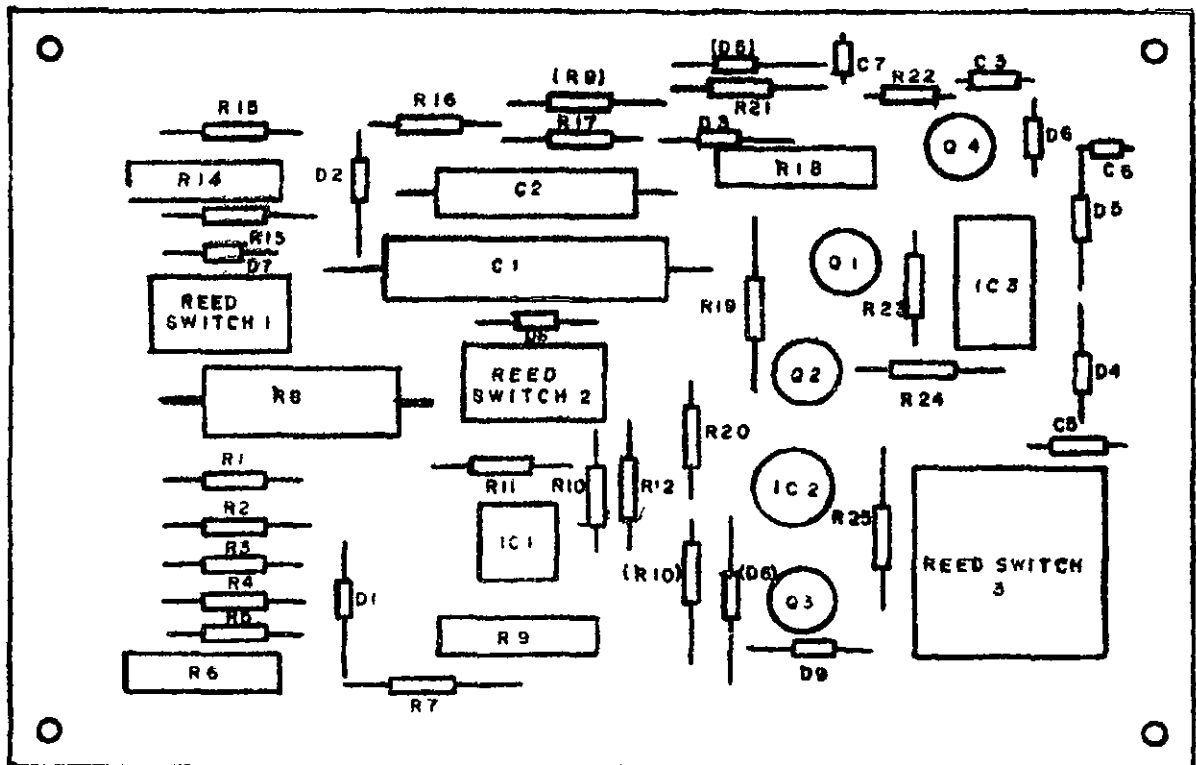 (D8)
C7
C3
R22
(R9)
R21
R16
R15
R17
D3
D6
Q4
C6
R14
D2
C2
R18
D5
R13
D7
C1
Q1
IC3
REED
SWITCH 1
R19
R23
D8
REED
SWITCH 2
Q2
D4
R8
R24
R20
C5
R1
R11
R10
R12
IC2
R2
R25
IC1
R3
REED SWITCH
3
R4
(R10)
(D6)
D1
Q3
R5
R9
R6
D9
R7